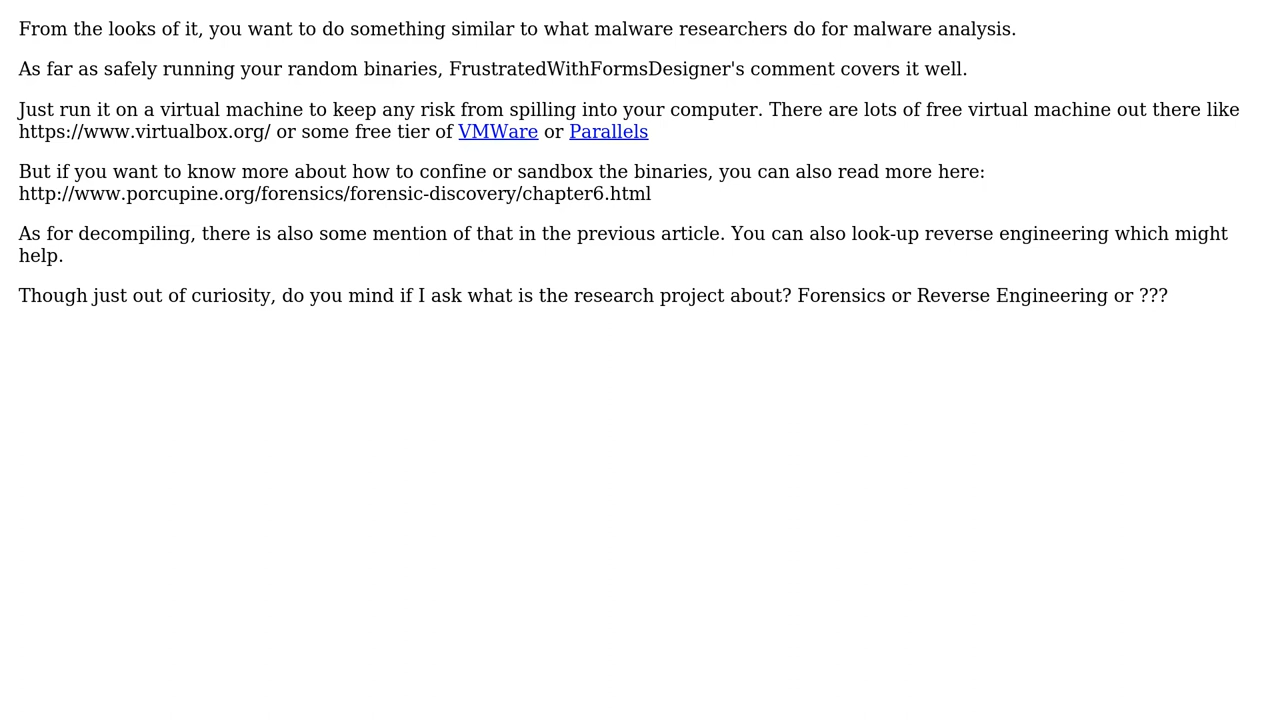 From the looks of it, you want to do something similar to what malware researchers do for malware analysis.
As far as safely running your random binaries, FrustratedWithFormsDesigner's comment covers it well.
Just run it on a virtual machine to keep any risk from spilling into your computer. There are lots of free virtual machine out there like
https://www.virtualbox.org/ or some free tier of VMWare or Parallels
But if you want to know more about how to confine or sandbox the binaries, you can also read more here:
http://www.porcupine.org/forensics/forensic-discovery/chapter6.html
As for decompiling, there is also some mention of that in the previous article. You can also look-up reverse engineering which might
help.
Though just out of curiosity, do you mind if I ask what is the research project about? Forensics or Reverse Engineering or ???